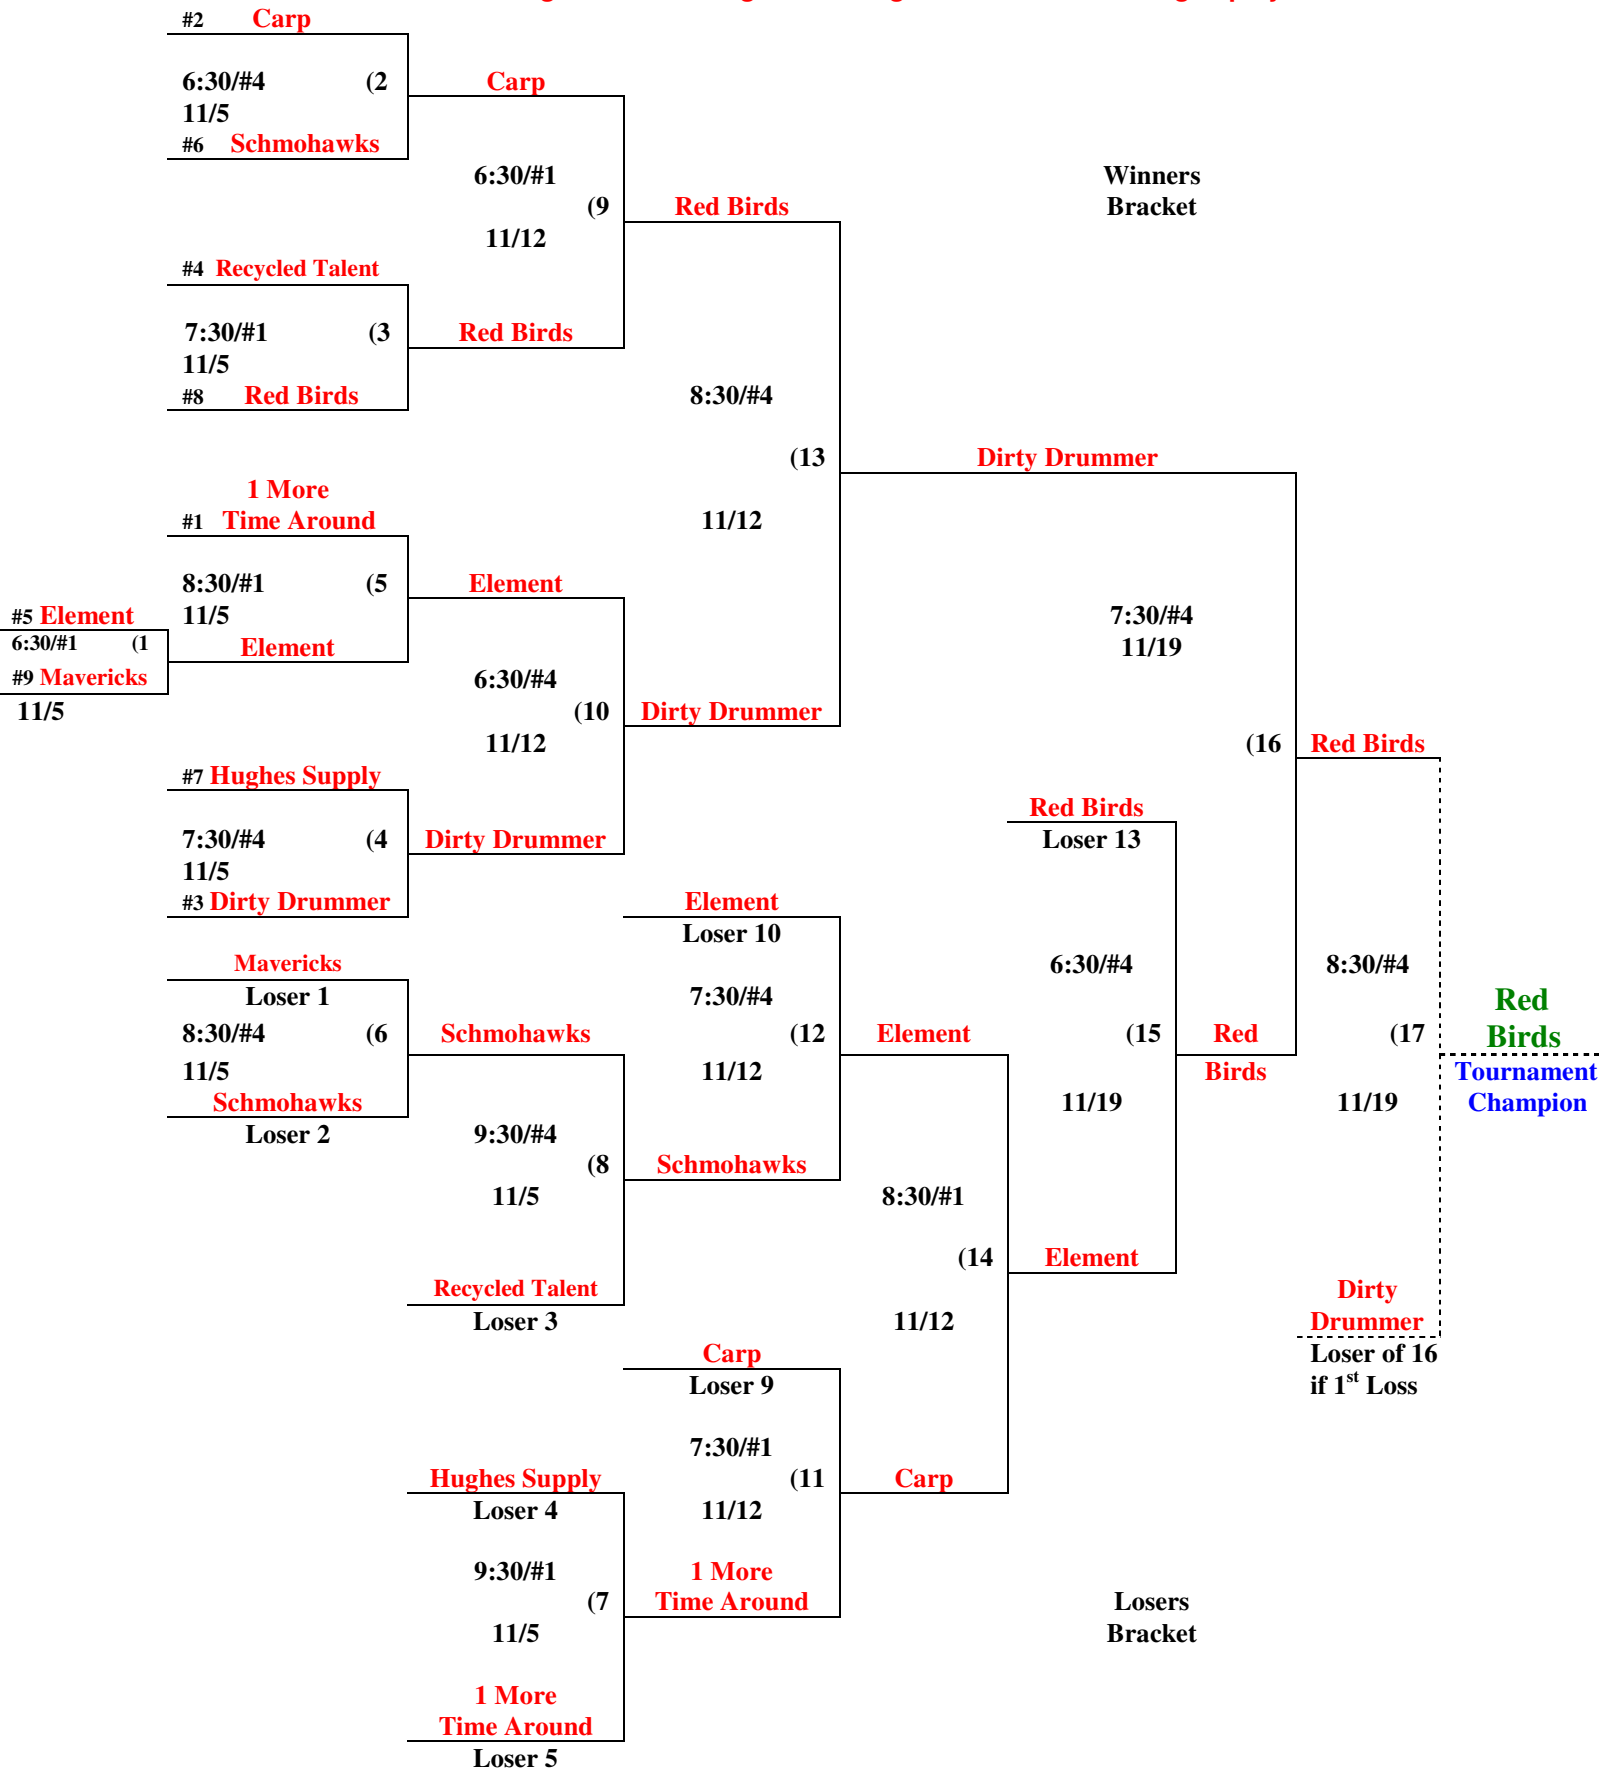 #2 Carp
6:30/#4 (2
Carp
11/5
#6 Schmohawks
6:30/#1
Winners
(9
Red Birds
Bracket
11/12
#4 Recycled Talent
7:30/#1 (3
Red Birds
11/5
#8 Red Birds
8:30/#4
(13
Dirty Drummer
1 More
#1 Time Around
11/12
8:30/#1 (5
Element
#5 Element
11/5
7:30/#4
6:30/#1 (1
Element
11/19
#9 Mavericks
6:30/#4
11/5
(10
Dirty Drummer
11/12
(16
Red Birds
#7 Hughes Supply
Red Birds
7:30/#4 (4
Dirty Drummer
Loser 13
11/5
#3 Dirty Drummer
Element
Loser 10
Mavericks
6:30/#4
8:30/#4
Loser 1
7:30/#4
Red
8:30/#4 (6
Schmohawks
(12
Element
(15
Red
(17
Birds
11/5
11/12
Birds
Tournament
Schmohawks
11/19
11/19
Champion
Loser 2
9:30/#4
(8
Schmohawks
11/5
8:30/#1
(14
Element
Recycled Talent
Dirty
Loser 3
11/12
Drummer
Carp
Loser of 16
Loser 9
if 1st Loss
7:30/#1
Hughes Supply
(11
Carp
Loser 4
11/12
9:30/#1
1 More
(7
Time Around
Losers
11/5
Bracket
1 More
Time Around
Loser 5